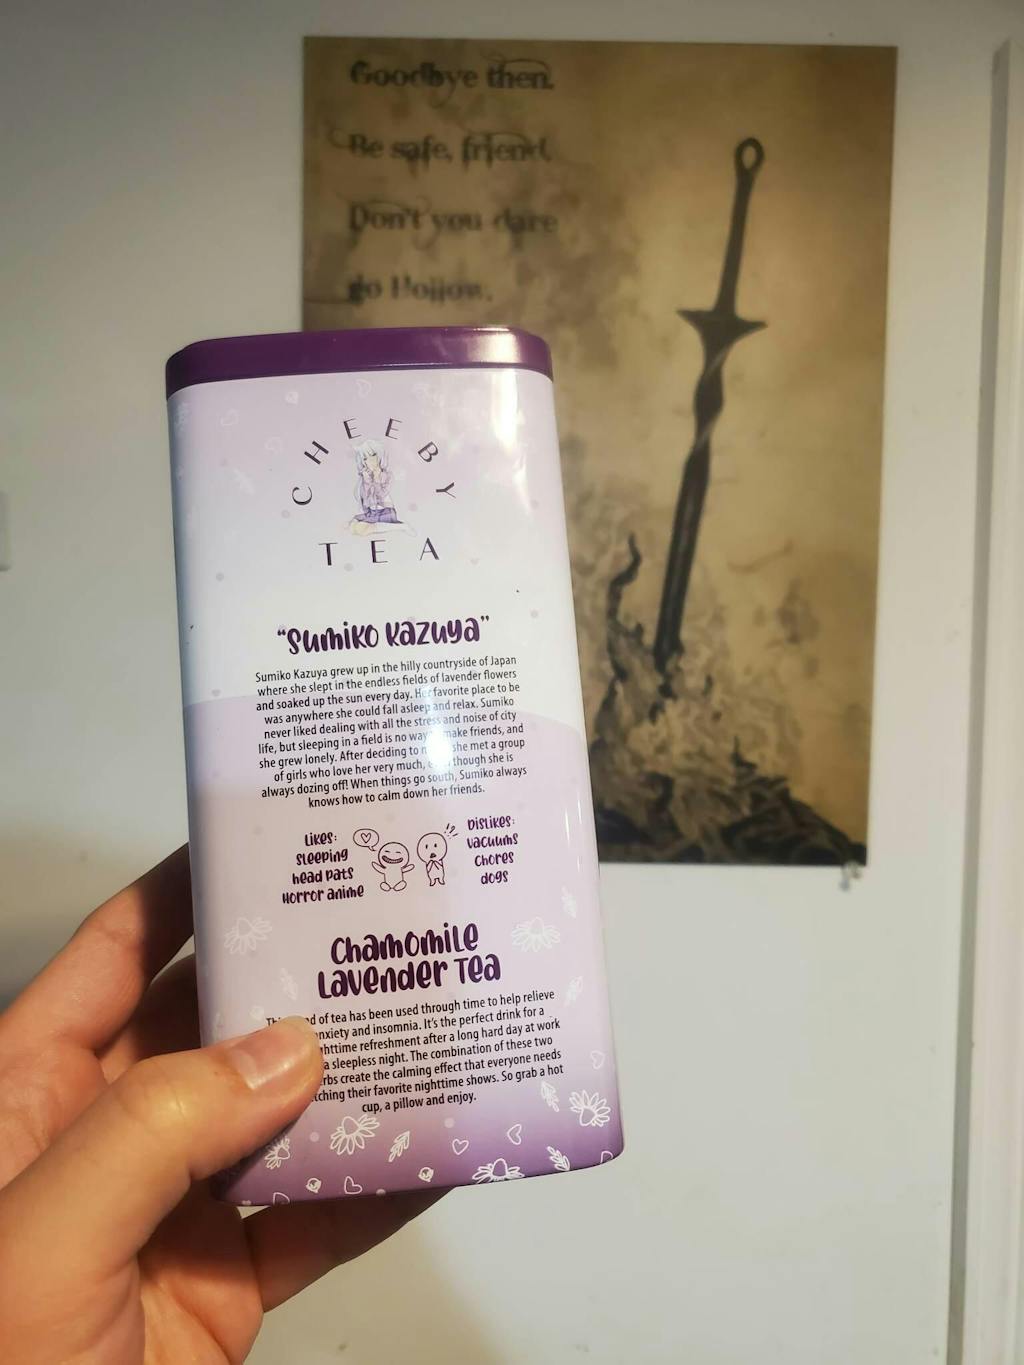 Goodbye then.
Be safe, friend.
Don't you dare
go Hollow.
CHEEBY
TEA
"Sumiko Kazuya"
Sumiko Kazuya grew up in the hilly countryside of Japan
where she slept in the endless fields of lavender flowers
and soaked up the sun every day. Her favorite place to be
was anywhere she could fall asleep and relax. Sumiko
never liked dealing with all the stress and noise of city
life, but sleeping in a field is no way make friends, and
she grew lonely. After deciding to she met a group
of girls who love her very much, though she is
always dozing off! When things go south, Sumiko always
knows how to calm down her friends.
Likes:
sleeping
head pats
Horror anime
Dislikes:
vacuums
Chores
dogs
Chamomile
Lavender Tea
of tea has been used through time to help relieve
anxiety and insomnia. It's the perfect drink for a
refreshment after a long hard day at work
a sleepless night. The combination of these two
create the calming effect that everyone needs
their favorite nighttime shows. So grab a hot
cup, a pillow and enjoy.